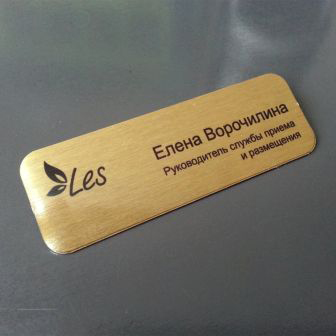 Les
Елена Ворочилина
Руководитель службы приема
и размещения